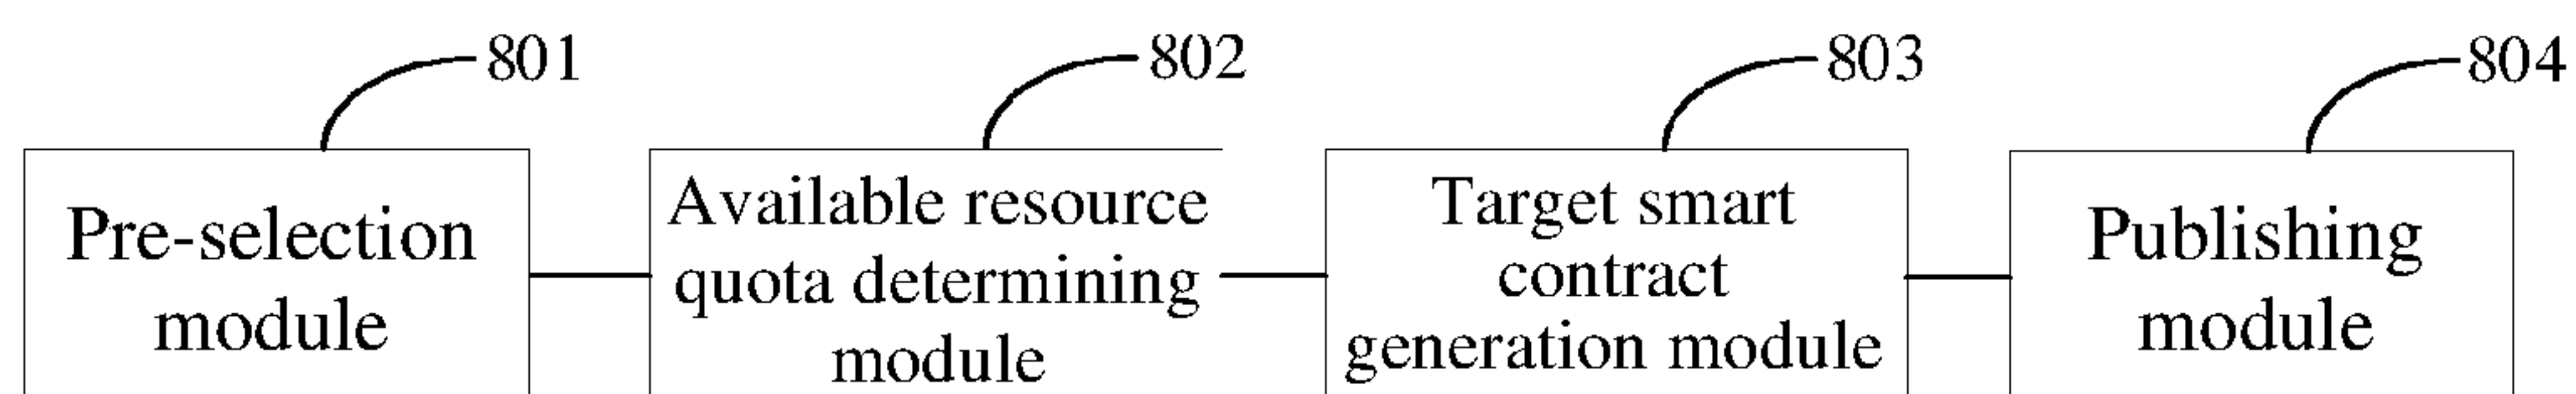 801
802
803
804
Pre-selection
module
Available resource
quota determining
module
Target smart
contract
generation module
Publishing
module